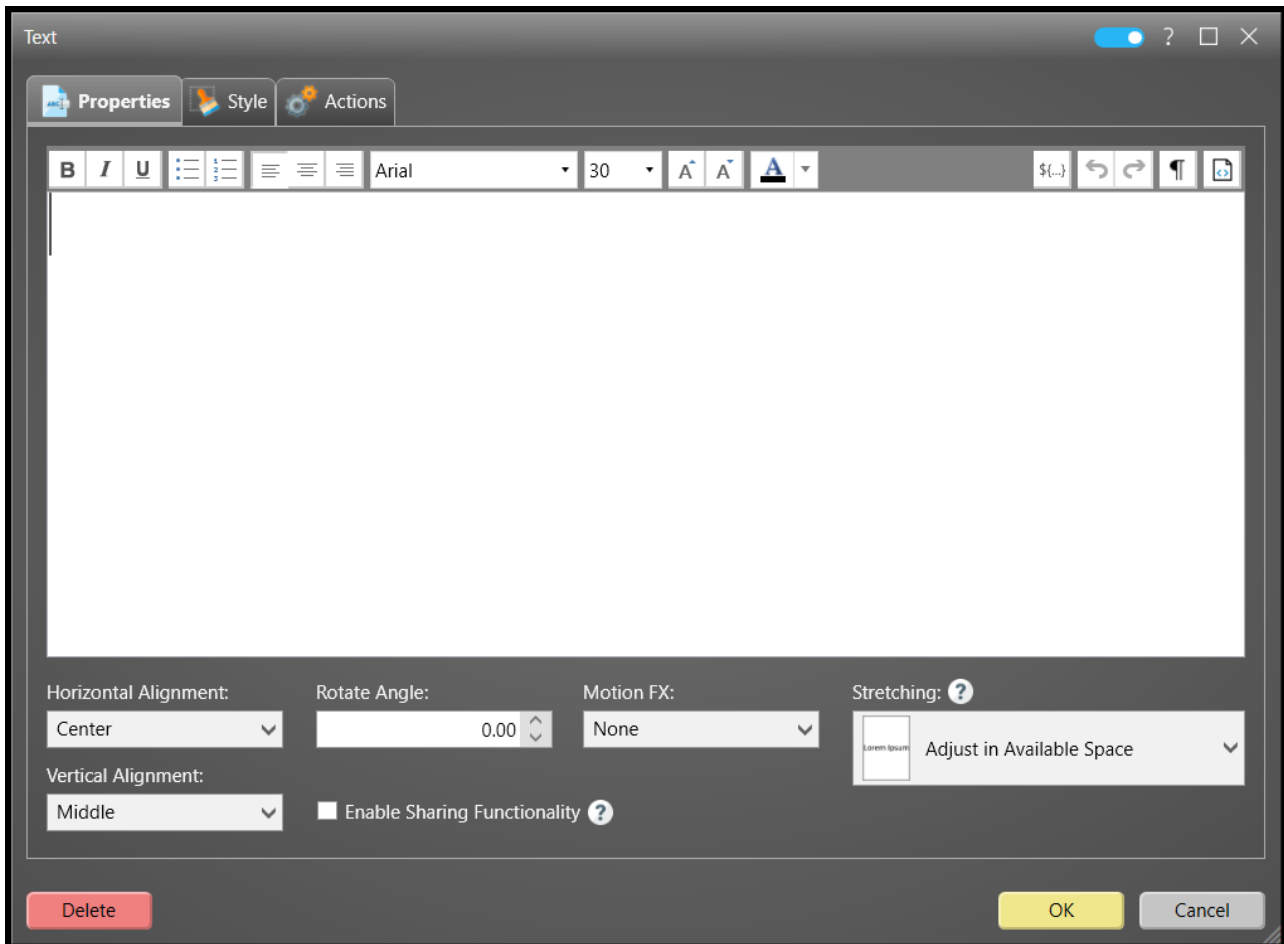 Text ?
Properties Style Actions
B I U Arial 30 A A A ${...} ¶
Horizontal Alignment: Rotate Angle: Motion FX: Stretching: ?
Center 0.00 None Lorem Ipsum Adjust in Available Space
Vertical Alignment:
Middle Enable Sharing Functionality ?
Delete OK Cancel